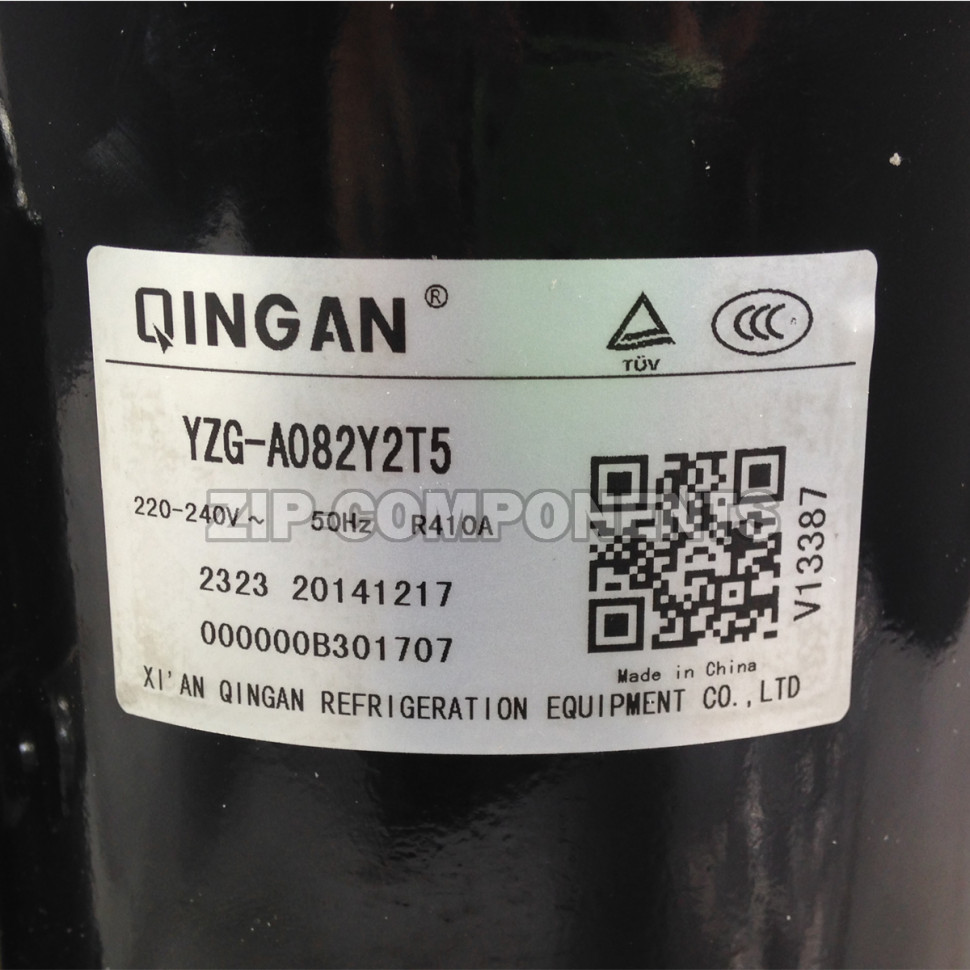 QINGAN®
TÜV
CCC
YZG-A082Y2T5
220-240V~ 50Hz R410A
ZIP COMPONENTS
2323 20141217
000000B301707
V13387
Made in China
XI'AN QINGAN REFRIGERATION EQUIPMENT CO.,LTD